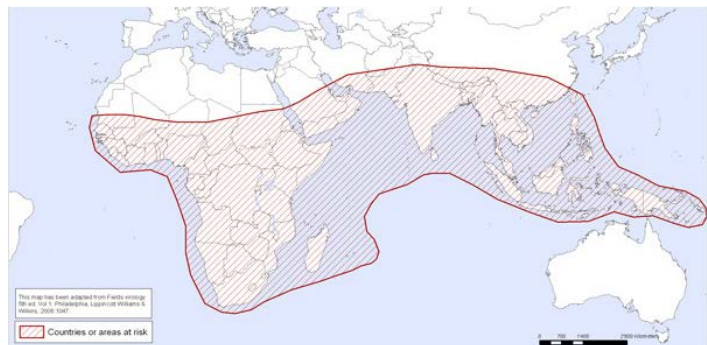 This map has been adapted from Fields virology
5th ed. Vol 1. Philadelphia, Lippincott Williams &
Wilkins, 2006:1047.
Countries or areas at risk
0 700 1400 2800 Kilometers